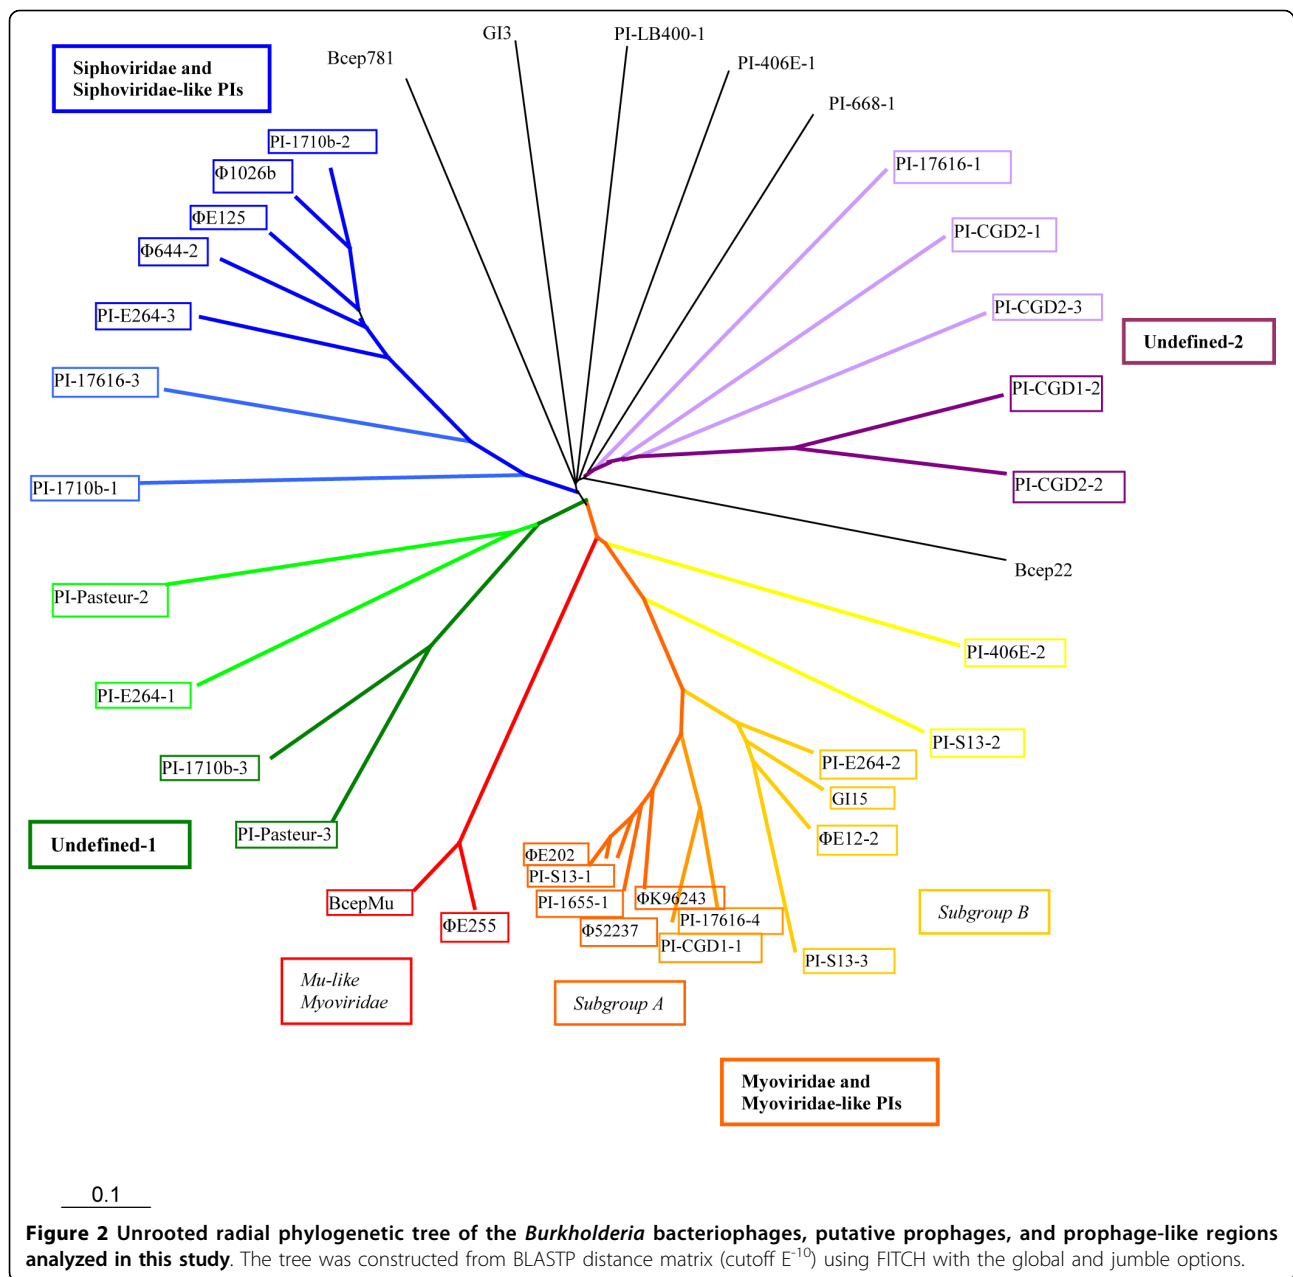 GI3
PI-LB400-1
Bcep781
PI-406E-1
Siphoviridae and
Siphoviridae-like PIs
PI-668-1
PI-1710b-2
Φ1026b
PI-17616-1
ΦE125
PI-CGD2-1
Φ644-2
PI-E264-3
PI-CGD2-3
Undefined-2
PI-17616-3
PI-CGD1-2
PI-1710b-1
PI-CGD2-2
Bcep22
PI-Pasteur-2
PI-406E-2
PI-E264-1
PI-S13-2
PI-1710b-3
PI-E264-2
GI15
Undefined-1
PI-Pasteur-3
ΦE12-2
ΦE202
PI-S13-1
BcepMu
PI-1655-1
ΦK96243
Subgroup B
ΦE255
Φ52237
PI-17616-4
PI-CGD1-1
PI-S13-3
Mu-like
Myoviridae
Subgroup A
Myoviridae and
Myoviridae-like PIs
0.1
Figure 2 Unrooted radial phylogenetic tree of the Burkholderia bacteriophages, putative prophages, and prophage-like regions
analyzed in this study. The tree was constructed from BLASTP distance matrix (cutoff E-10) using FITCH with the global and jumble options.